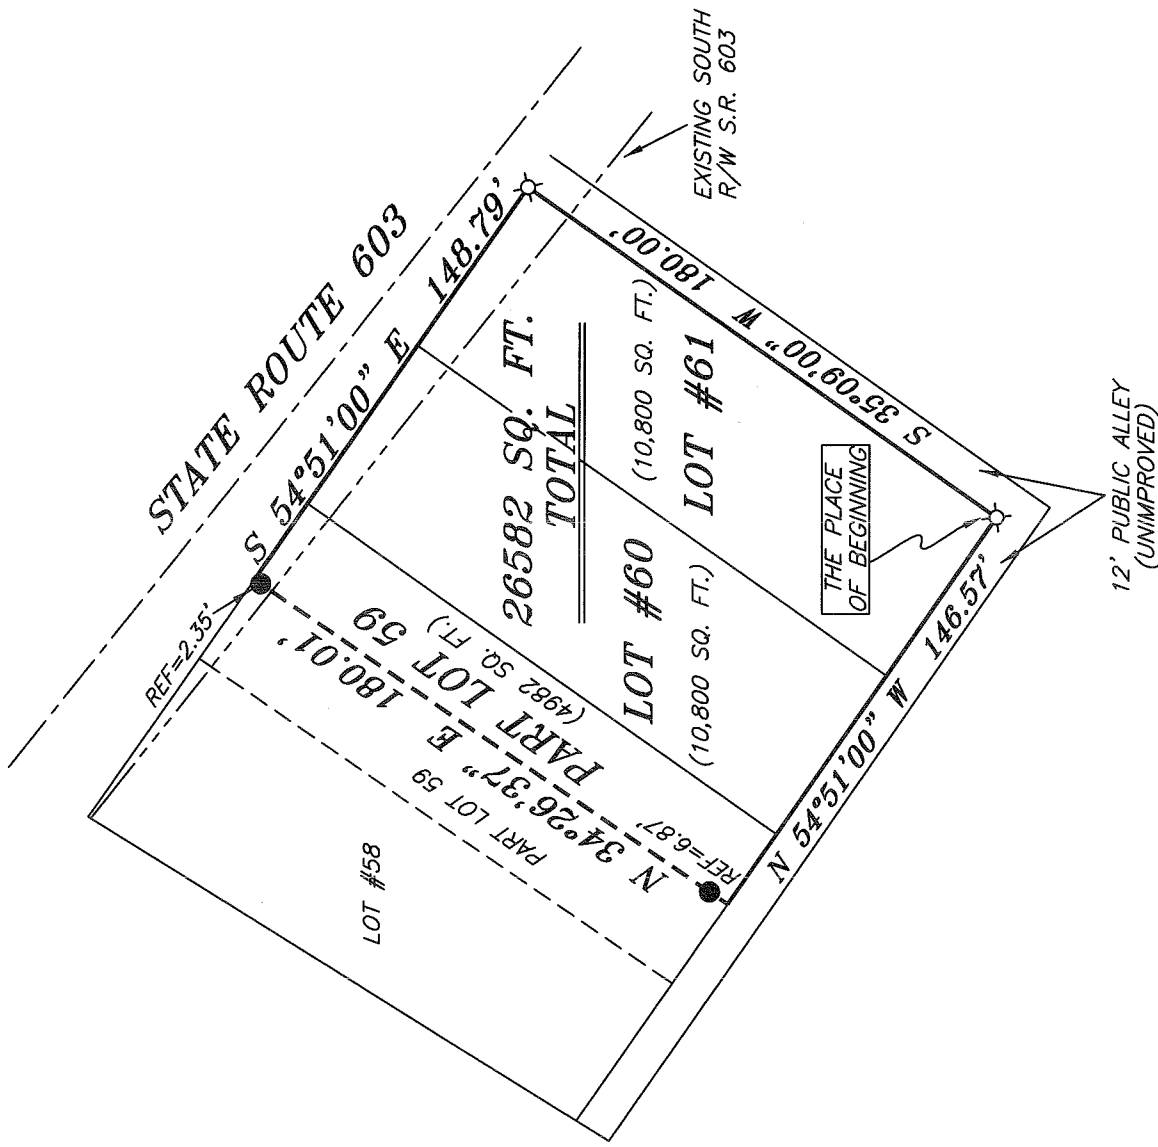 STATE ROUTE 603
EXISTING SOUTH
R/W S.R. 603
S 54°51'00" E 148.79'
REF=2.35'
S 35°09'00" W 180.00'
26582 SQ. FT.
TOTAL
(10,800 SQ. FT.)
LOT #61
LOT #60
(10,800 SQ. FT.)
PART LOT 59
(4982 SQ. FT.)
N 34°26'37" E 180.01'
PART LOT 59
REF=6.87'
LOT #58
THE PLACE
OF BEGINNING
N 54°51'00" W 146.57'
12' PUBLIC ALLEY
(UNIMPROVED)